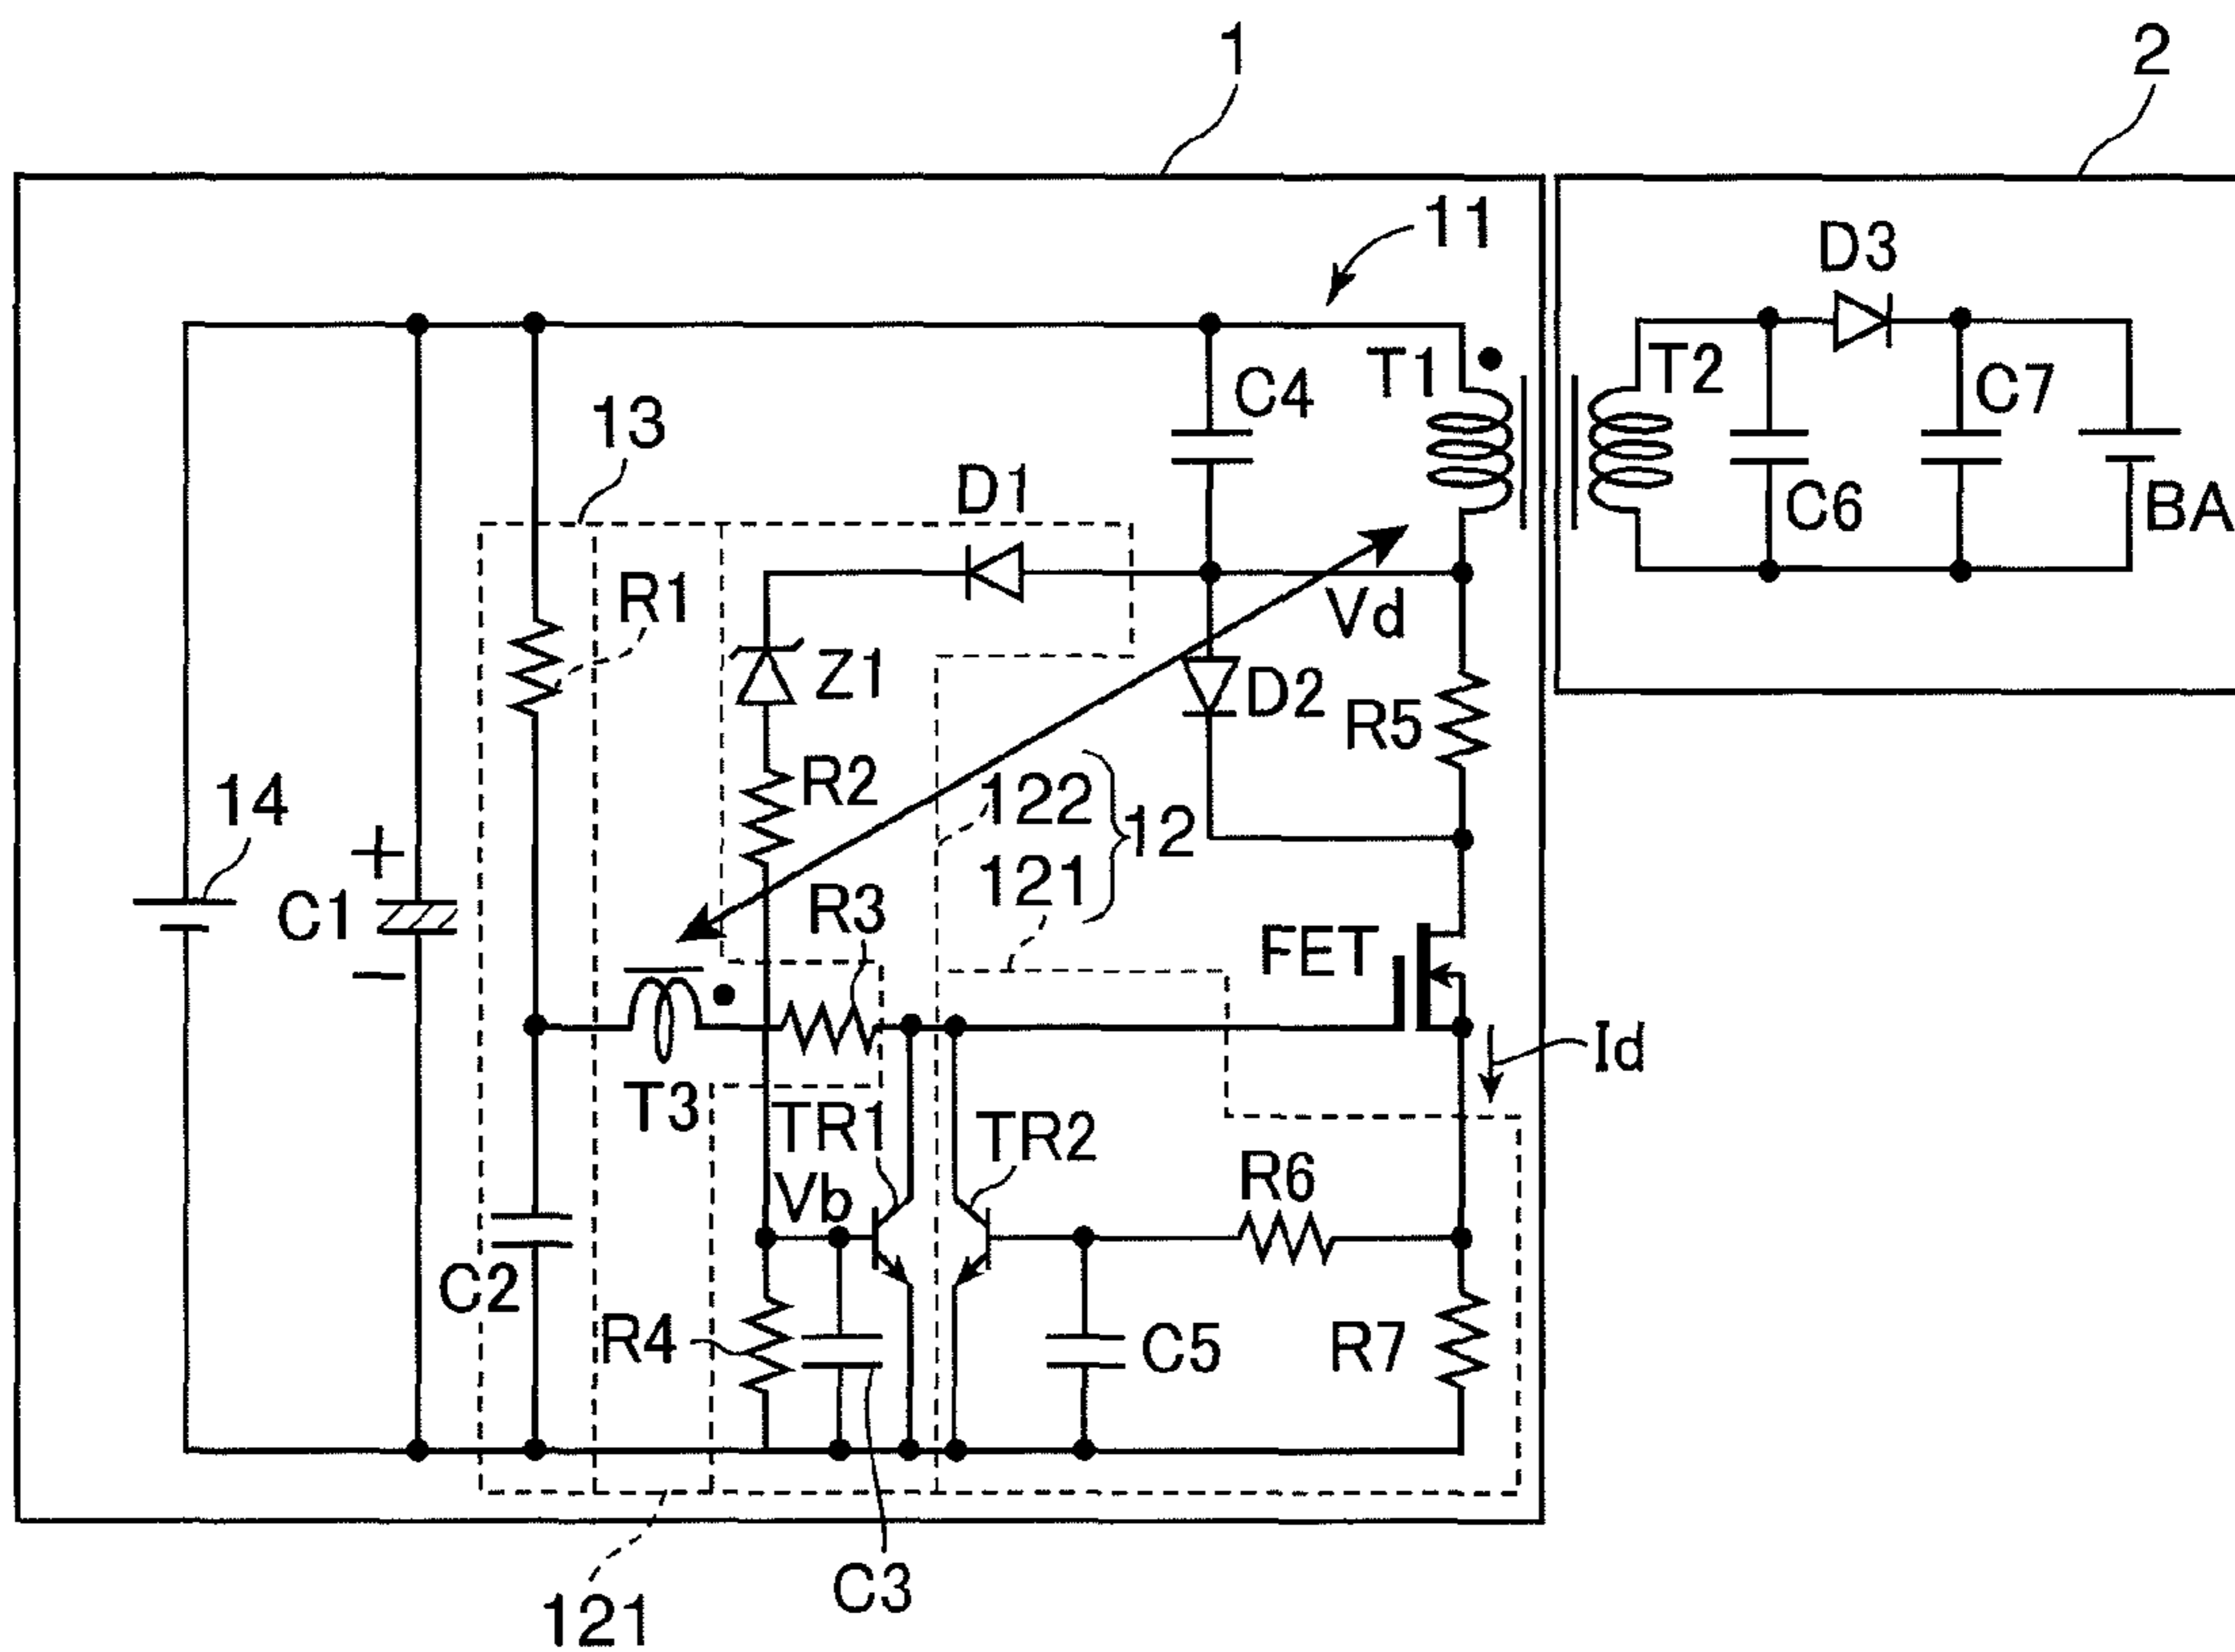 1
2
11
D3
T1
T2
C4
C7
13
D1
C6
BA
R1
Vd
Z1
D2
R5
R2
122
12
14
121
+
C1
R3
FET
−
Id
T3
TR1
TR2
Vb
R6
C2
R4
C5
R7
C3
121